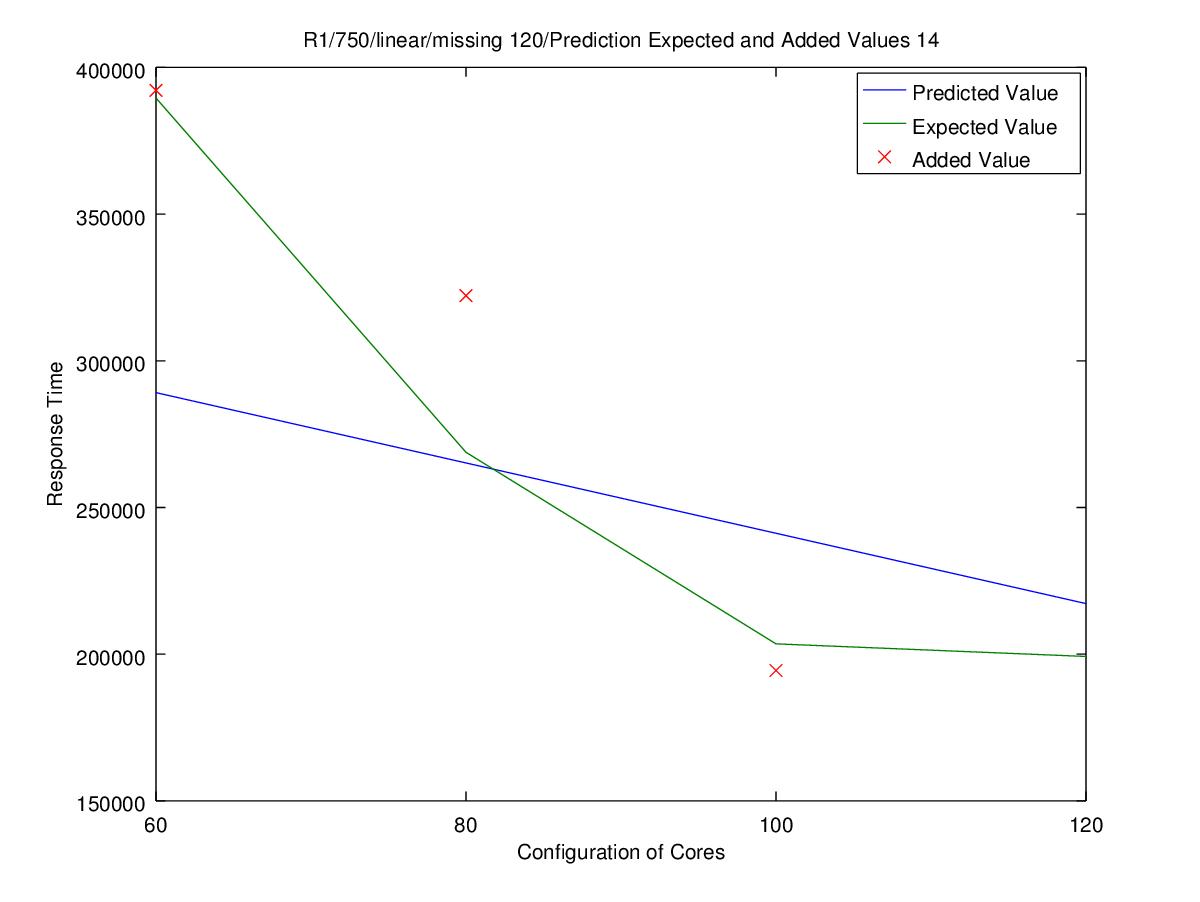 R1/750/linear/missing 120/Prediction Expected and Added Values 14
400000
350000
300000
250000
200000
150000
Response Time
Predicted Value
Expected Value
Added Value
60 80 100 120
Configuration of Cores